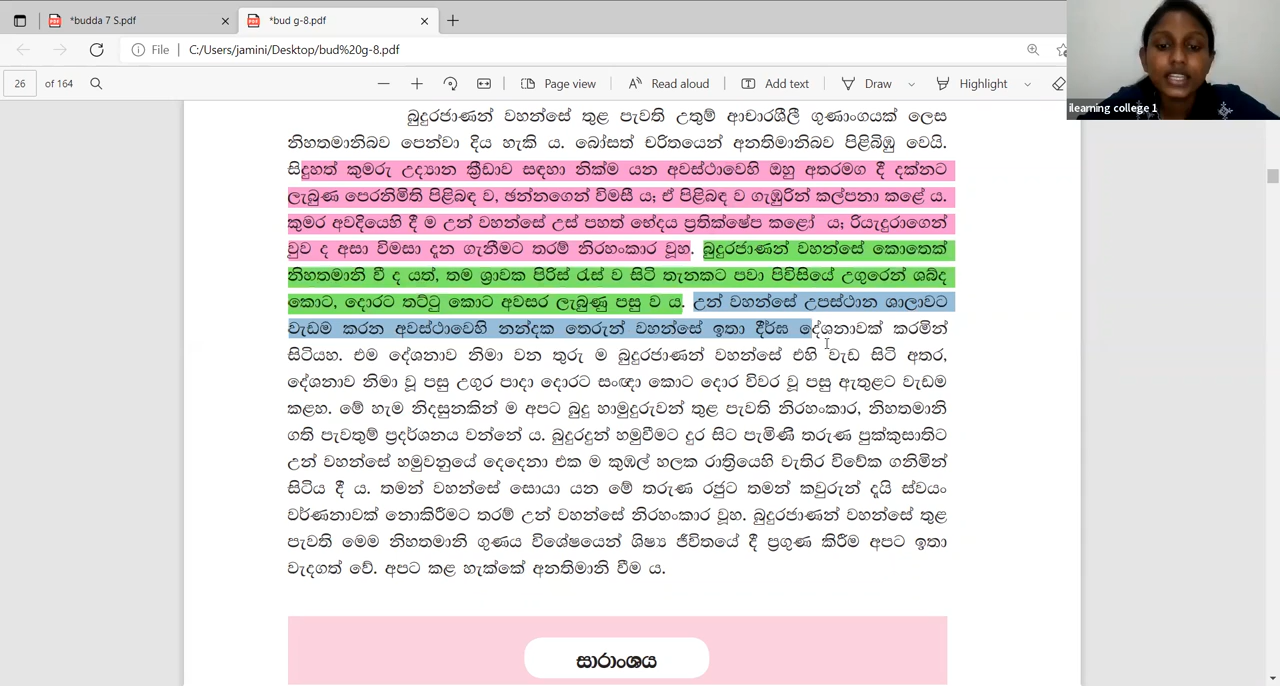 *budda 7 S.pdf
*bud g-8.pdf
File C:/Users/jamini/Desktop/bud%20g-8.pdf
26 of 164 Page view Read aloud Add text Draw Highlight
ilearning college 1
බුදුරජාණන් වහන්සේ තුළ පැවති උතුම් ආචාරශීලී ගුණාංගයක් ලෙස
නිහතමානිබව පෙන්වා දිය හැකි ය. බෝසත් චරිතයෙන් අනතිමානිබව පිළිබිඹු වෙයි.
සිදුහත් කුමරු උද්‍යාන ක්‍රීඩාව සඳහා නික්ම යන අවස්ථාවෙහි ඔහු අතරමග දී දක්නට
ලැබුණ පෙරනිමිති පිළිබඳ ව, ඡන්නගෙන් විමසී ය; ඒ පිළිබඳ ව ගැඹුරින් කල්පනා කළේ ය.
කුමර අවදියෙහි දී ම උන් වහන්සේ උස් පහත් භේදය ප්‍රතික්ෂේප කළෝ ය; රියැදුරාගෙන්
වුව ද අසා විමසා දැන ගැනීමට තරම් නිරහංකාර වූහ. බුදුරජාණන් වහන්සේ කොතෙක්
නිහතමානි වී ද යත්, තම ශ්‍රාවක පිරිස් රැස් ව සිටි තැනකට පවා පිවිසියේ උගුරෙන් ශබ්ද
කොට, දොරට තට්ටු කොට අවසර ලැබුණු පසු ව ය. උන් වහන්සේ උපස්ථාන ශාලාවට
වැඩම කරන අවස්ථාවෙහි නන්දක තෙරුන් වහන්සේ ඉතා දීර්ඝ දේශනාවක් කරමින්
සිටියහ. එම දේශනාව නිමා වන තුරු ම බුදුරජාණන් වහන්සේ එහි වැඩ සිටි අතර,
දේශනාව නිමා වූ පසු උගුර පාදා දොරට සංඥා කොට දොර විවර වූ පසු ඇතුළට වැඩම
කළහ. මේ හැම නිදසුනකින් ම අපට බුදු හාමුදුරුවන් තුළ පැවති නිරහංකාර, නිහතමානි
ගති පැවතුම් ප්‍රදර්ශනය වන්නේ ය. බුදුරදුන් හමුවීමට දුර සිට පැමිණි තරුණ පුක්කුසාතිට
උන් වහන්සේ හමුවනුයේ දෙදෙනා එක ම කුඹල් හලක රාත්‍රියෙහි වැතිර විවේක ගනිමින්
සිටිය දී ය. තමන් වහන්සේ සොයා යන මේ තරුණ රජුට තමන් කවුරුන් දැයි ස්වයං
වර්ණනාවක් නොකිරීමට තරම් උන් වහන්සේ නිරහංකාර වූහ. බුදුරජාණන් වහන්සේ තුළ
පැවති මෙම නිහතමානි ගුණය විශේෂයෙන් ශිෂ්‍ය ජීවිතයේ දී ප්‍රගුණ කිරීම අපට ඉතා
වැදගත් වේ. අපට කළ හැක්කේ අනතිමානි වීම ය.
සාරාංශය